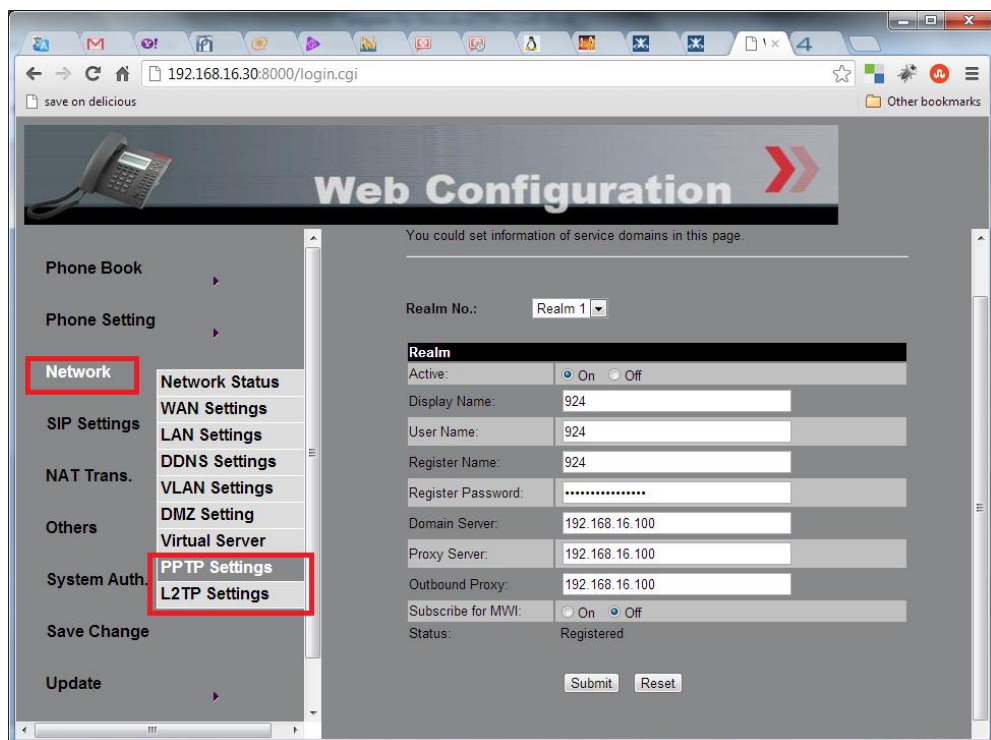 192.168.16.30:8000/login.cgi
save on delicious
Other bookmarks
Web Configuration
Phone Book
Phone Setting
Network
SIP Settings
NAT Trans.
Others
System Auth.
Save Change
Update
Network Status
WAN Settings
LAN Settings
DDNS Settings
VLAN Settings
DMZ Setting
Virtual Server
PPTP Settings
L2TP Settings
You could set information of service domains in this page.
Realm No.: Realm 1
Realm
Active: On Off
Display Name: 924
User Name: 924
Register Name: 924
Register Password: ••••••••••••••••
Domain Server: 192.168.16.100
Proxy Server: 192.168.16.100
Outbound Proxy: 192.168.16.100
Subscribe for MWI: On Off
Status: Registered
Submit Reset